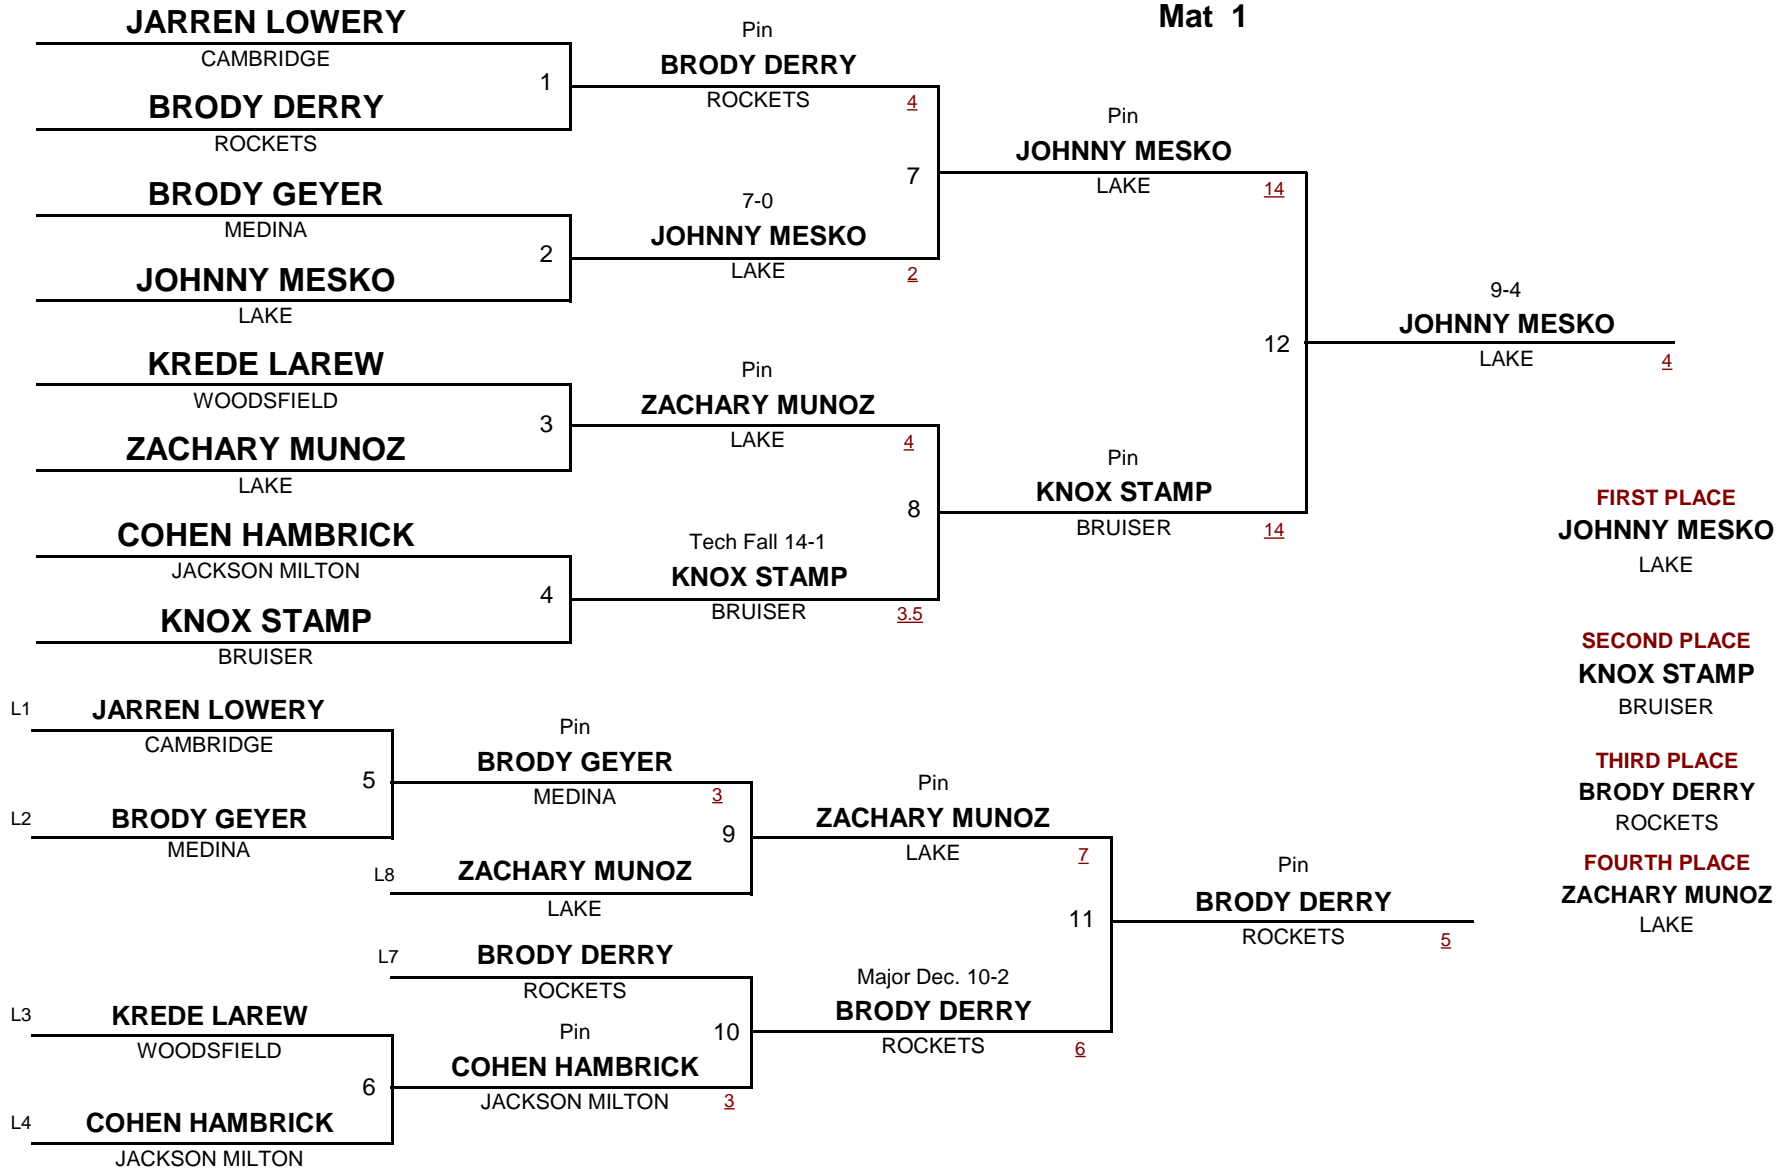 Mat 1
JARREN LOWERY
CAMBRIDGE
1
BRODY DERRY
ROCKETS
BRODY GEYER
MEDINA
2
JOHNNY MESKO
LAKE
KREDE LAREW
WOODSFIELD
3
ZACHARY MUNOZ
LAKE
COHEN HAMBRICK
JACKSON MILTON
4
KNOX STAMP
BRUISER
Pin
BRODY DERRY
ROCKETS 4
7
7-0
JOHNNY MESKO
LAKE 2
Pin
ZACHARY MUNOZ
LAKE 4
8
Tech Fall 14-1
KNOX STAMP
BRUISER 3.5
Pin
JOHNNY MESKO
LAKE 14
12
Pin
KNOX STAMP
BRUISER 14
9-4
JOHNNY MESKO
LAKE 4
FIRST PLACE
JOHNNY MESKO
LAKE
SECOND PLACE
KNOX STAMP
BRUISER
THIRD PLACE
BRODY DERRY
ROCKETS
FOURTH PLACE
ZACHARY MUNOZ
LAKE
L1 JARREN LOWERY
CAMBRIDGE
5
L2 BRODY GEYER
MEDINA
L3 KREDE LAREW
WOODSFIELD
6
L4 COHEN HAMBRICK
JACKSON MILTON
Pin
BRODY GEYER
MEDINA 3
9
L8 ZACHARY MUNOZ
LAKE
L7 BRODY DERRY
ROCKETS
10
Pin
COHEN HAMBRICK
JACKSON MILTON 3
Pin
ZACHARY MUNOZ
LAKE 7
11
Major Dec. 10-2
BRODY DERRY
ROCKETS 6
Pin
BRODY DERRY
ROCKETS 5